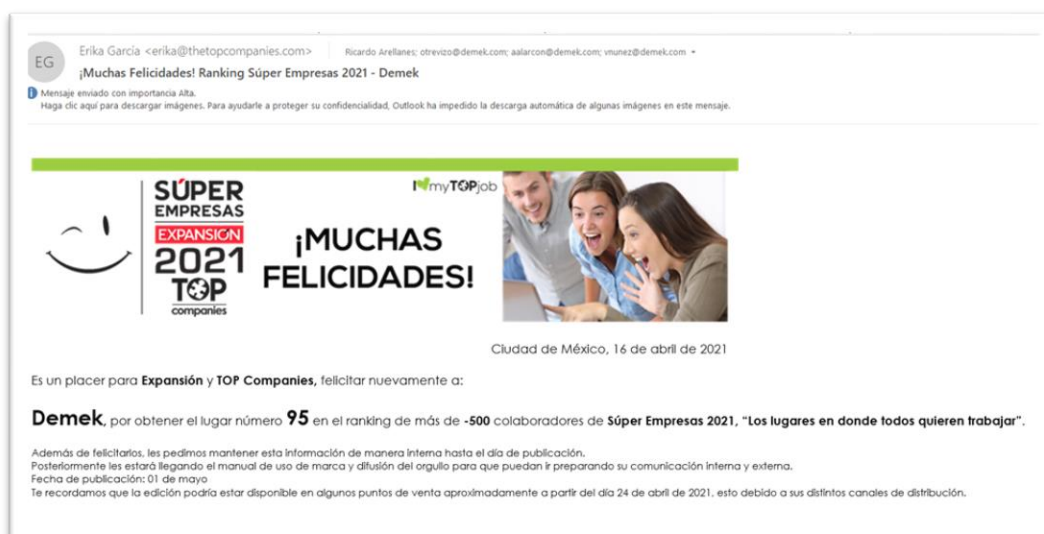 EG
Erika García <erika@thetopcompanies.com>
Ricardo Arellanes; otrevizo@demek.com; aalarcon@demek.com; vnunez@demek.com
¡Muchas Felicidades! Ranking Súper Empresas 2021 - Demek
Mensaje enviado con importancia Alta.
Haga clic aquí para descargar imágenes. Para ayudarle a proteger su confidencialidad, Outlook ha impedido la descarga automática de algunas imágenes en este mensaje.
SÚPER
EMPRESAS
EXPANSIÓN
2021
TOP
companies
I myTOPjob
¡MUCHAS
FELICIDADES!
Ciudad de México, 16 de abril de 2021
Es un placer para Expansión y TOP Companies, felicitar nuevamente a:
Demek, por obtener el lugar número 95 en el ranking de más de -500 colaboradores de Súper Empresas 2021, “Los lugares en donde todos quieren trabajar”.
Además de felicitarlos, les pedimos mantener esta información de manera interna hasta el día de publicación.
Posteriormente les estará llegando el manual de uso de marca y difusión del orgullo para que puedan ir preparando su comunicación interna y externa.
Fecha de publicación: 01 de mayo
Te recordamos que la edición podría estar disponible en algunos puntos de venta aproximadamente a partir del día 24 de abril de 2021, esto debido a sus distintos canales de distribución.